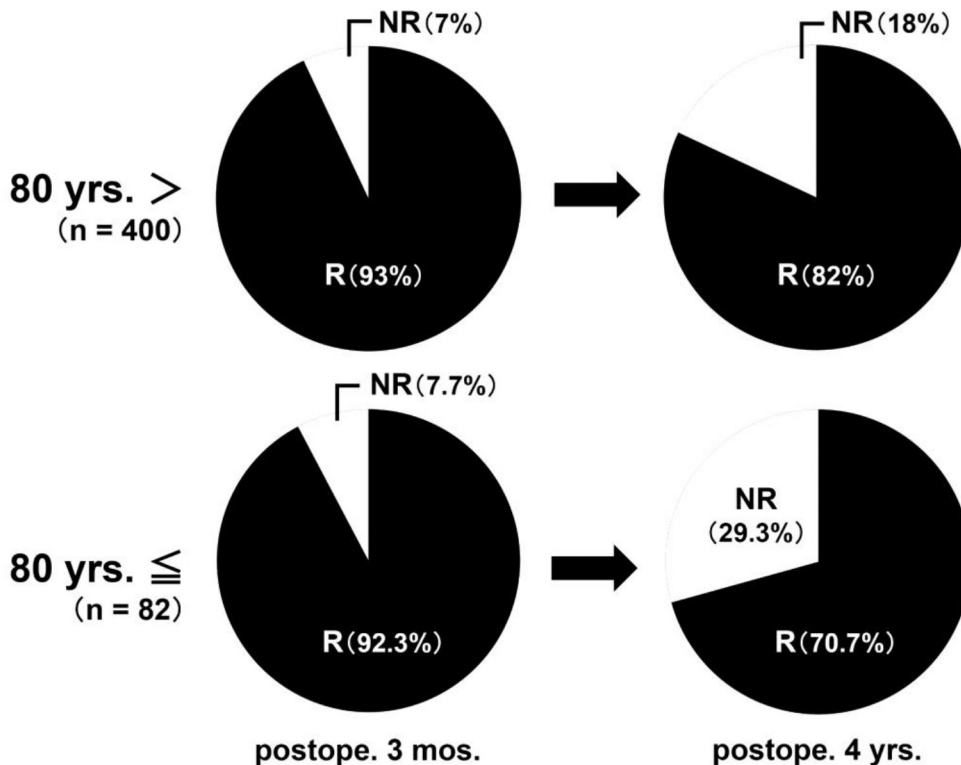 NR（7%）
NR（18%）
80 yrs. ＞
（n = 400）
R（93%）
R（82%）
NR（7.7%）
NR
（29.3%）
80 yrs. ≦
（n = 82）
R（92.3%）
R（70.7%）
postope. 3 mos.
postope. 4 yrs.